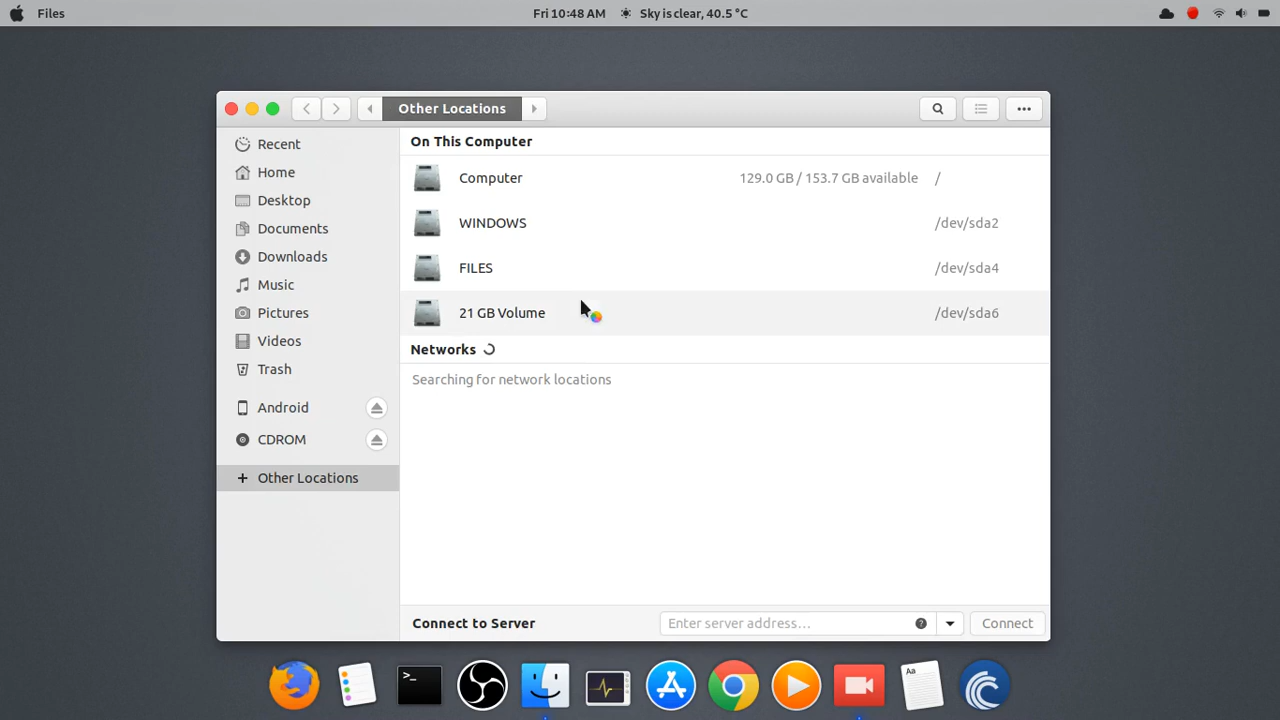 Files
Fri 10:48 AM Sky is clear, 40.5 °C
Other Locations
Recent
Home
Desktop
Documents
Downloads
Music
Pictures
Videos
Trash
Android
CDROM
Other Locations
On This Computer
Computer 129.0 GB / 153.7 GB available /
WINDOWS /dev/sda2
FILES /dev/sda4
21 GB Volume /dev/sda6
Networks
Searching for network locations
Connect to Server Enter server address... ? Connect
>_
Aa